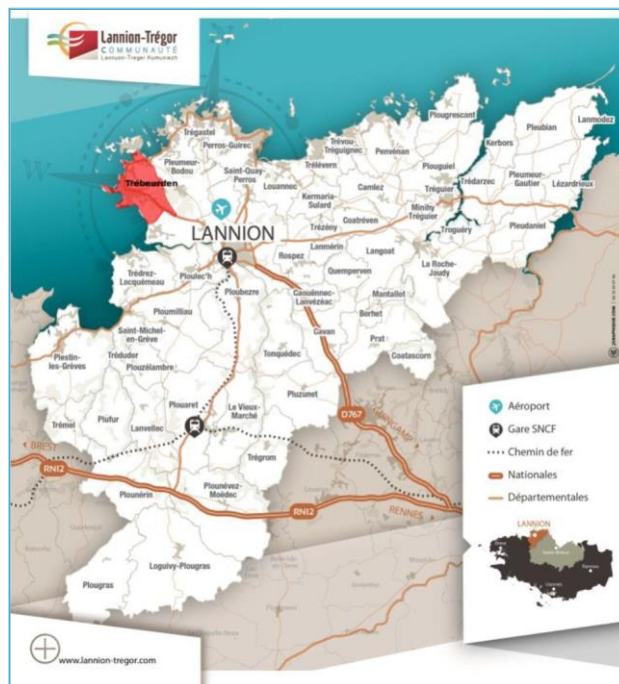 Lannion-Trégor
COMMUNAUTÉ
Lannuon-Treger Kumuniezh
Plougrescant
Pleubian
Lanmodez
Trégastel
Perros-Guirec
Trévou-
Tréguignec
Penvénan
Kerbors
Pleumeur-
Bodou
Saint-Quay-
Perros
Louannec
Trélévern
Plouguiel
Trédarzec
Pleumeur-
Gautier
Lézardrieux
Trébeurden
Kermaria-
Sulard
Camlez
Tréguier
Minihy
Tréguier
Trézény
Coatréven
Troguéry
Pleudaniel
LANNION
Lanmérin
Rospez
Langoat
La Roche-
Jaudy
Trédrez-
Locquémeau
Ploulec'h
Ploubezre
Quemperven
Caouënnec-
Lanvézéac
Mantallet
Berhet
Ploumilliau
Saint-Michel
en-Grève
Cavan
Prat
Coatascorn
Plestin-
les-Grèves
Tréduder
Plouzélambre
Tonquédec
Pluzunet
Plouaret
Le Vieux-
Marché
Trémel
Plufur
Lanvellec
D767
GUINGAMP
BREST
RN12
Trégrom
Plounérin
Plounévez-
Moëdec
RN12
RENNES
Plougras
Loguivy-Plougras
Aéroport
Gare SNCF
Chemin de fer
Nationales
Départementales
LANNION
www.lannion-tregor.com